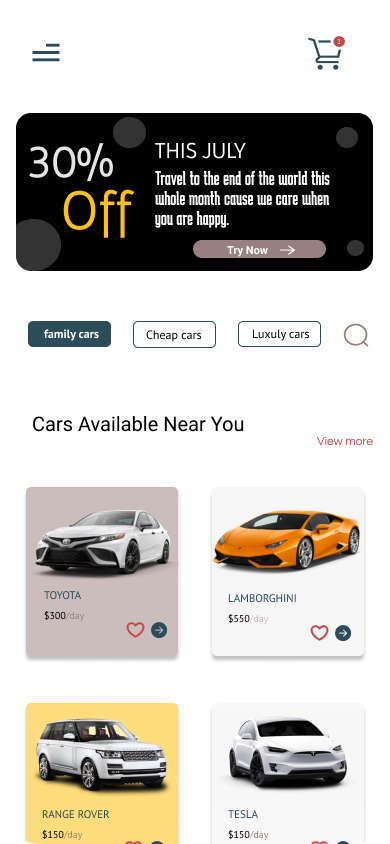 1
30%
Off
THIS JULY
Travel to the end of the world this
whole month cause we care when
you are happy.
Try Now
family cars
Cheap cars
Luxuly cars
Cars Available Near You
View more
TOYOTA
$300/day
LAMBORGHINI
$550/day
RANGE ROVER
$150/day
TESLA
$150/day